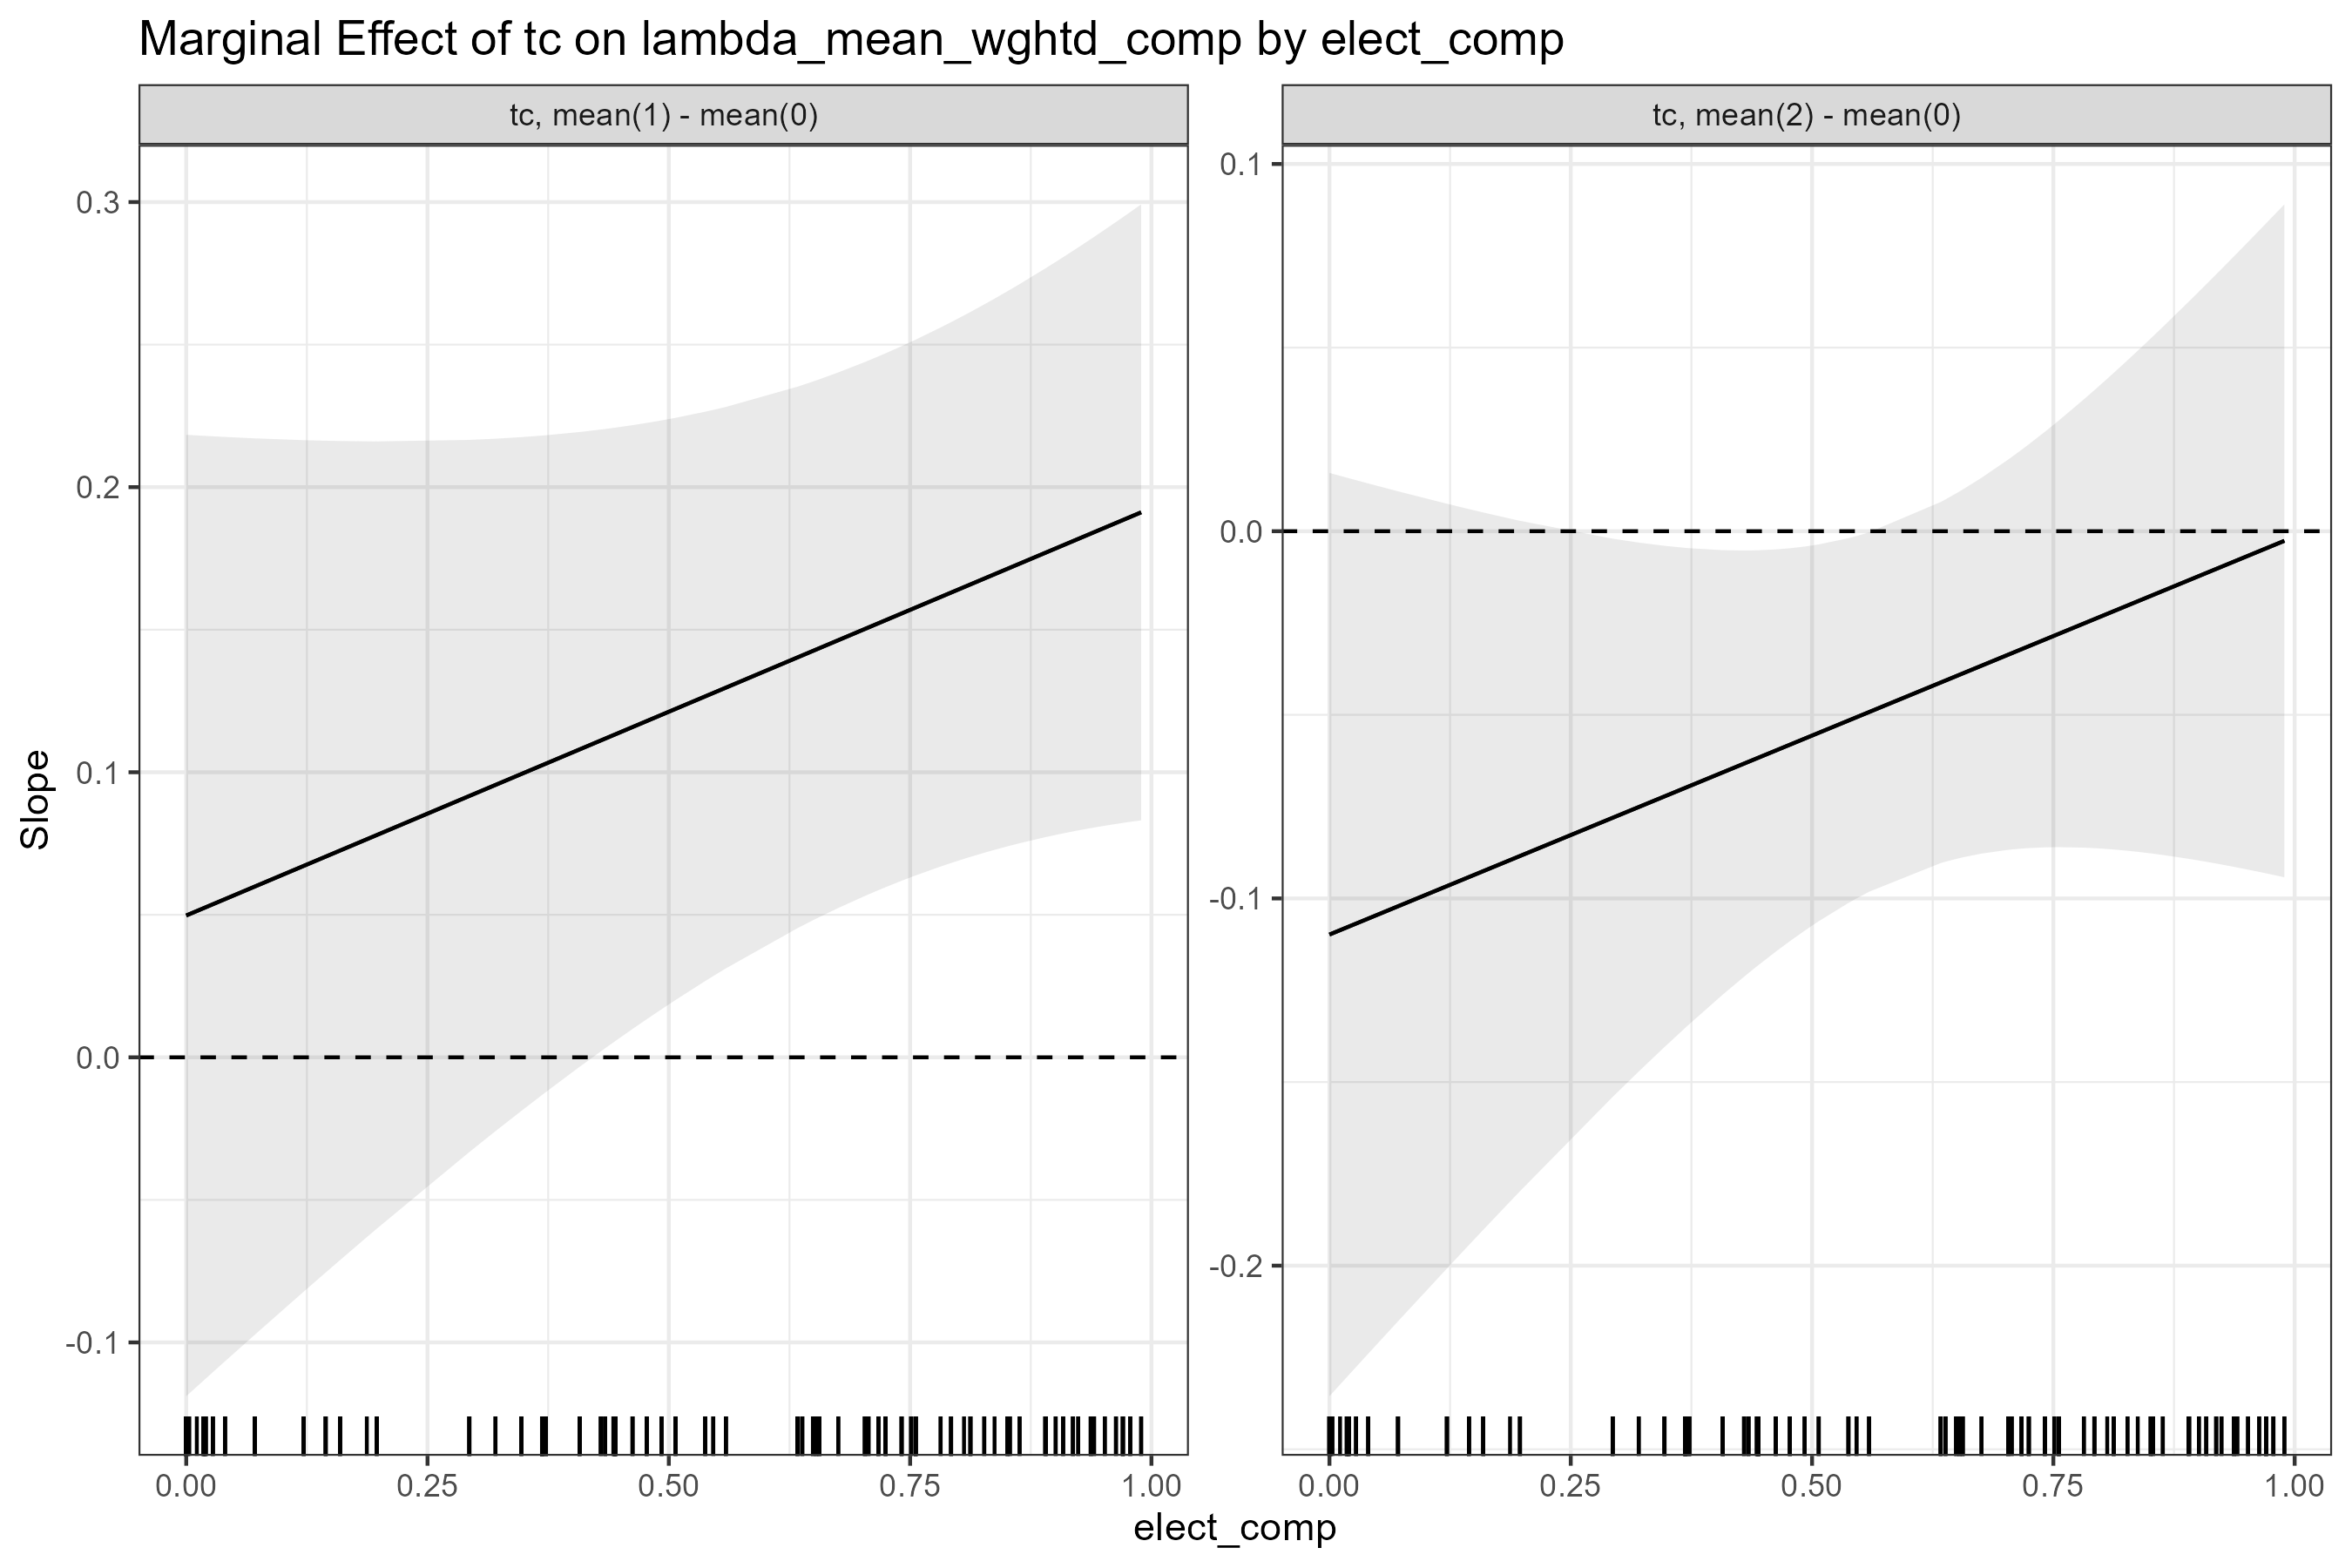 Marginal Effect of tc on lambda_mean_wghtd_comp by elect_comp
tc, mean(1) - mean(0)
tc, mean(2) - mean(0)
Slope
0.3
0.2
0.1
0.0
-0.1
0.1
0.0
-0.1
-0.2
0.00 0.25 0.50 0.75 1.00
0.00 0.25 0.50 0.75 1.00
elect_comp